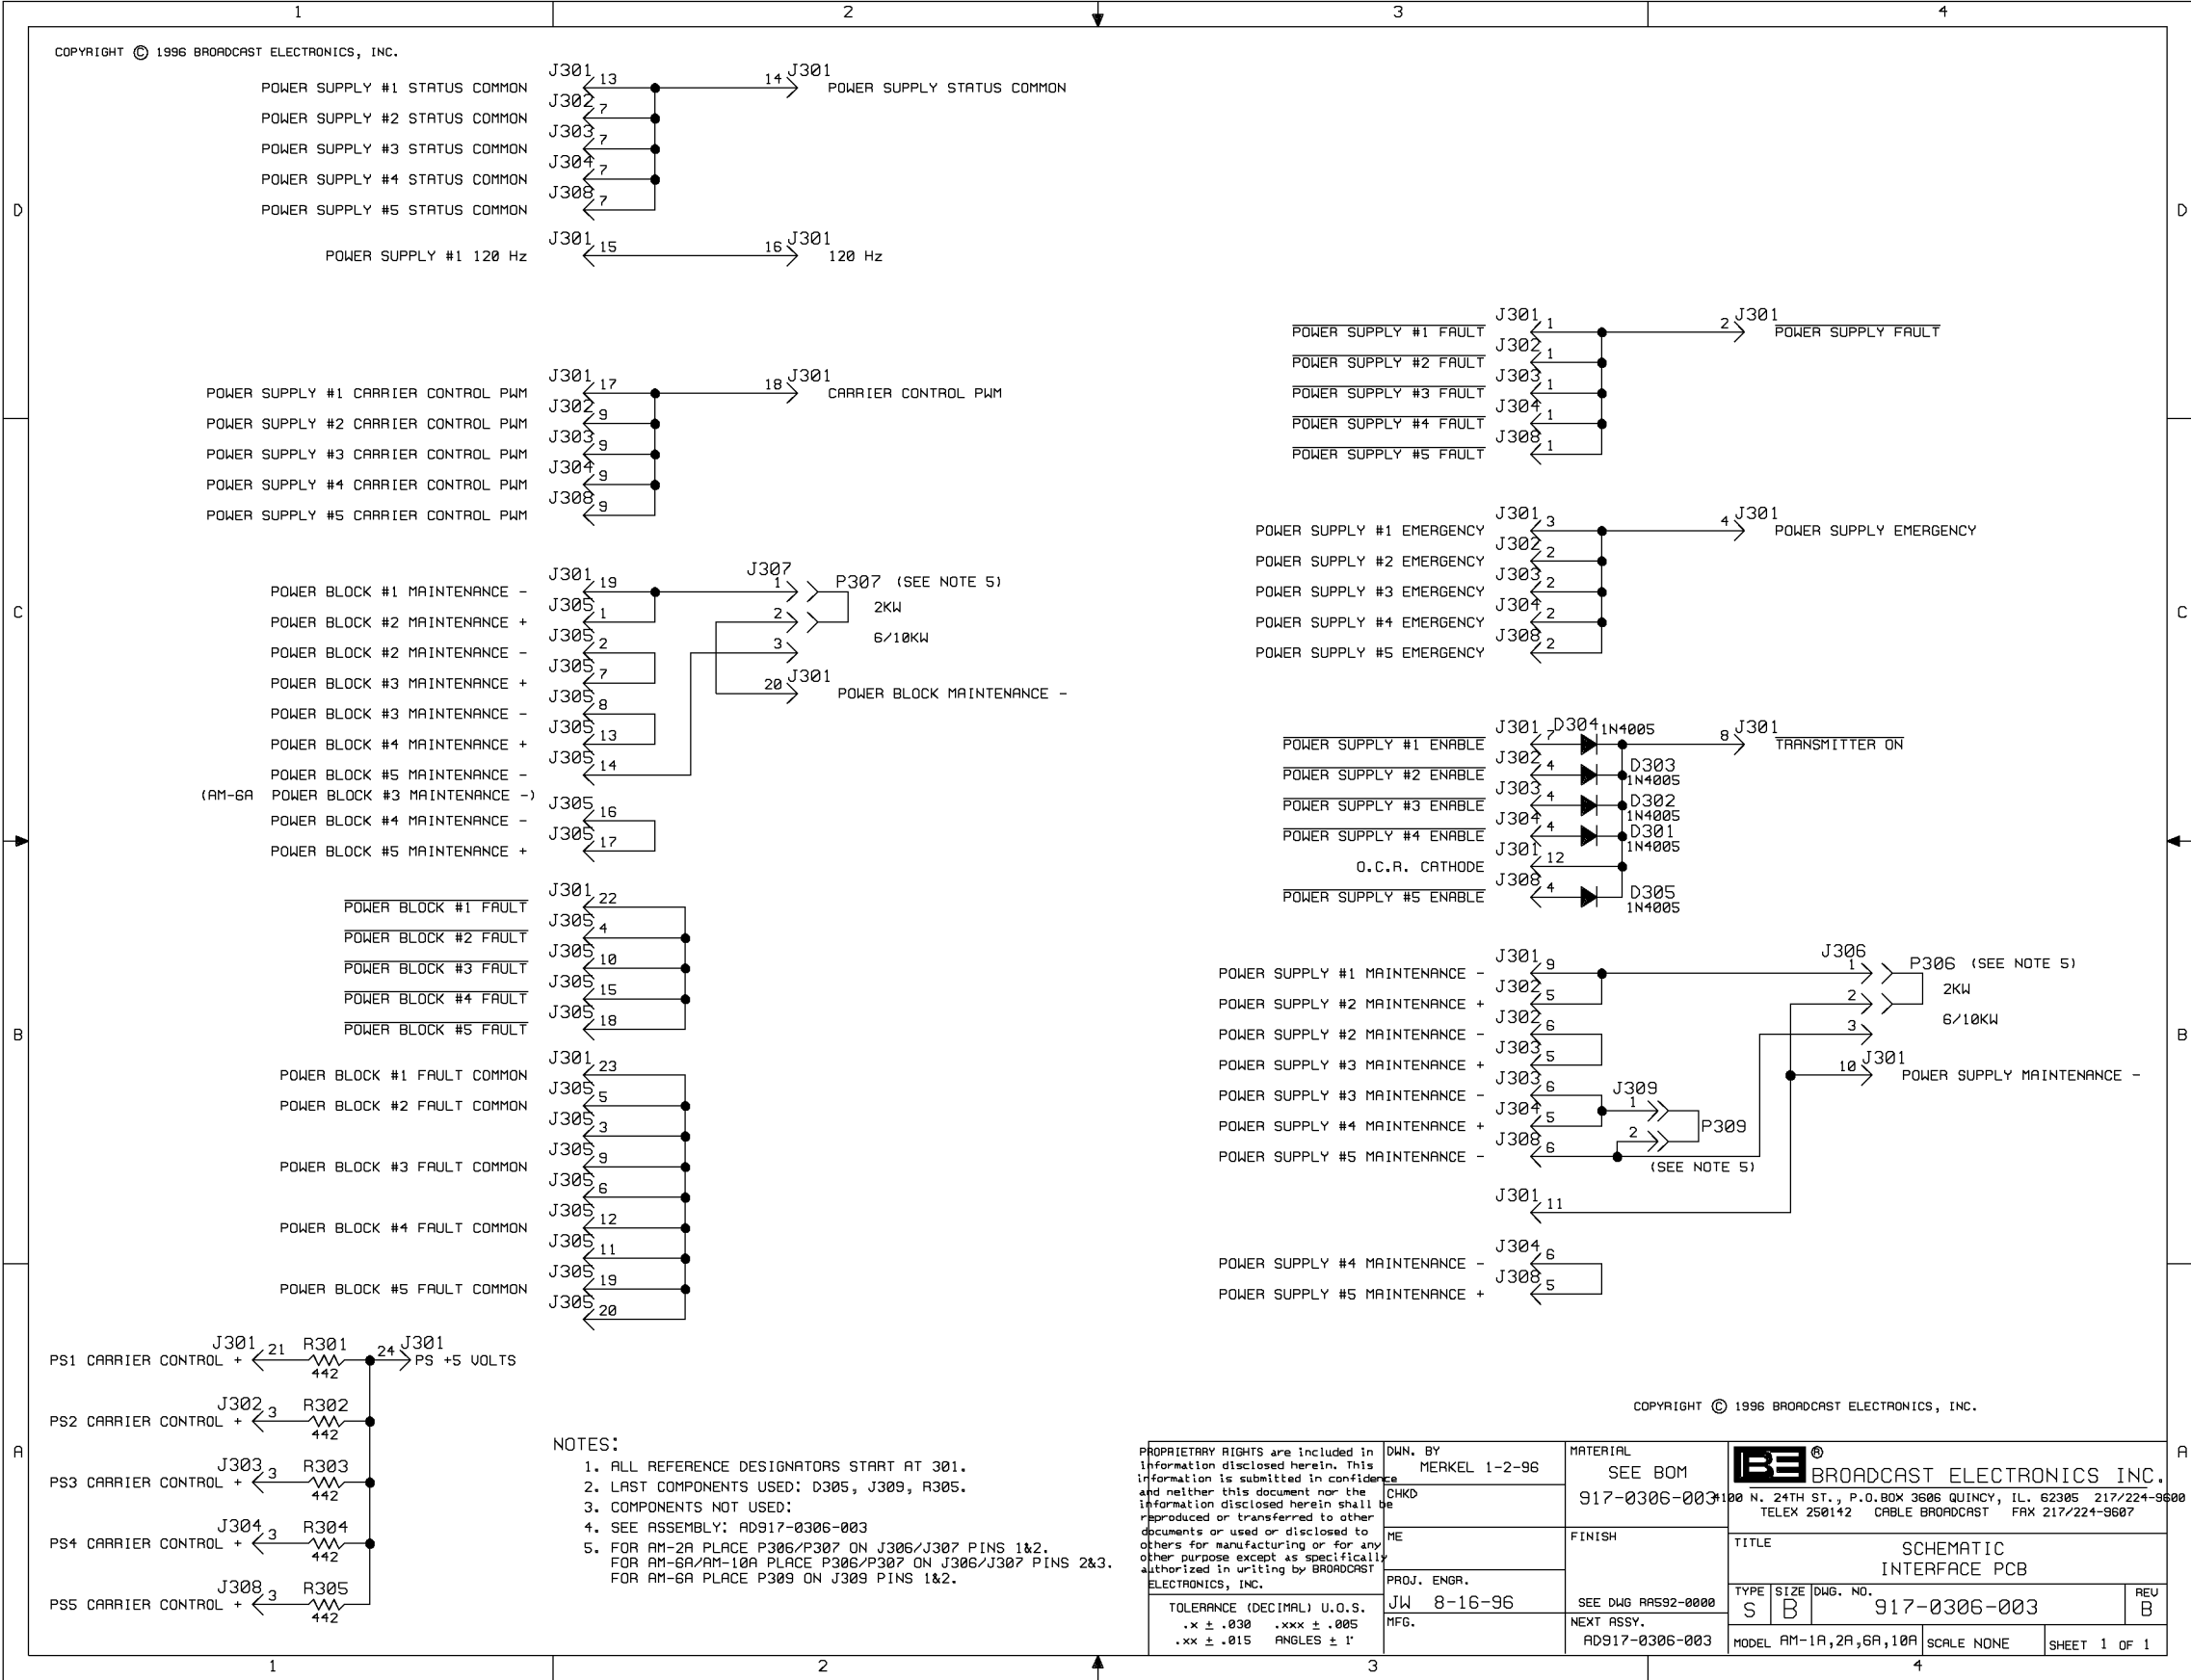 1 2 3 4
COPYRIGHT © 1996 BROADCAST ELECTRONICS, INC.
POWER SUPPLY #1 STATUS COMMON J301 13 14 J301 POWER SUPPLY STATUS COMMON
POWER SUPPLY #2 STATUS COMMON J302 7
POWER SUPPLY #3 STATUS COMMON J303 7
POWER SUPPLY #4 STATUS COMMON J304 7
POWER SUPPLY #5 STATUS COMMON J308 7
D D
POWER SUPPLY #1 120 Hz J301 15 16 J301 120 Hz
POWER SUPPLY #1 CARRIER CONTROL PWM J301 17 18 J301 CARRIER CONTROL PWM
POWER SUPPLY #2 CARRIER CONTROL PWM J302 9
POWER SUPPLY #3 CARRIER CONTROL PWM J303 9
POWER SUPPLY #4 CARRIER CONTROL PWM J304 9
POWER SUPPLY #5 CARRIER CONTROL PWM J308 9
POWER BLOCK #1 MAINTENANCE - J301 19 J307 1 P307 (SEE NOTE 5)
2KW
POWER BLOCK #2 MAINTENANCE + J305 1 2
6/10KW
POWER BLOCK #2 MAINTENANCE - J305 2 3
POWER BLOCK #3 MAINTENANCE + J305 7 20 J301 POWER BLOCK MAINTENANCE -
POWER BLOCK #3 MAINTENANCE - J305 8
POWER BLOCK #4 MAINTENANCE + J305 13
POWER BLOCK #5 MAINTENANCE - J305 14
(AM-6A POWER BLOCK #3 MAINTENANCE -)
POWER BLOCK #4 MAINTENANCE - J305 16
POWER BLOCK #5 MAINTENANCE + J305 17
C C
POWER BLOCK #1 FAULT J301 22
POWER BLOCK #2 FAULT J305 4
POWER BLOCK #3 FAULT J305 10
POWER BLOCK #4 FAULT J305 15
POWER BLOCK #5 FAULT J305 18
POWER BLOCK #1 FAULT COMMON J301 23
POWER BLOCK #2 FAULT COMMON J305 5
J305 3
POWER BLOCK #3 FAULT COMMON J305 9
J305 6
POWER BLOCK #4 FAULT COMMON J305 12
J305 11
POWER BLOCK #5 FAULT COMMON J305 19
J305 20
PS1 CARRIER CONTROL + J301 21 R301 442 24 J301 PS +5 VOLTS
PS2 CARRIER CONTROL + J302 3 R302 442
PS3 CARRIER CONTROL + J303 3 R303 442
PS4 CARRIER CONTROL + J304 3 R304 442
PS5 CARRIER CONTROL + J308 3 R305 442
POWER SUPPLY #1 FAULT J301 1 2 J301 POWER SUPPLY FAULT
POWER SUPPLY #2 FAULT J302 1
POWER SUPPLY #3 FAULT J303 1
POWER SUPPLY #4 FAULT J304 1
POWER SUPPLY #5 FAULT J308 1
POWER SUPPLY #1 EMERGENCY J301 3 4 J301 POWER SUPPLY EMERGENCY
POWER SUPPLY #2 EMERGENCY J302 2
POWER SUPPLY #3 EMERGENCY J303 2
POWER SUPPLY #4 EMERGENCY J304 2
POWER SUPPLY #5 EMERGENCY J308 2
POWER SUPPLY #1 ENABLE J301 7 D304 1N4005 8 J301 TRANSMITTER ON
POWER SUPPLY #2 ENABLE J302 4 D303 1N4005
POWER SUPPLY #3 ENABLE J303 4 D302 1N4005
POWER SUPPLY #4 ENABLE J304 4 D301 1N4005
O.C.R. CATHODE J301 12
POWER SUPPLY #5 ENABLE J308 4 D305 1N4005
POWER SUPPLY #1 MAINTENANCE - J301 9 J306 1 P306 (SEE NOTE 5)
2KW
POWER SUPPLY #2 MAINTENANCE + J302 5 2
6/10KW
POWER SUPPLY #2 MAINTENANCE - J302 6 3
POWER SUPPLY #3 MAINTENANCE + J303 5 10 J301 POWER SUPPLY MAINTENANCE -
B B
POWER SUPPLY #3 MAINTENANCE - J303 6 J309 1
POWER SUPPLY #4 MAINTENANCE + J304 5 2 P309
POWER SUPPLY #5 MAINTENANCE - J308 6 (SEE NOTE 5)
J301 11
POWER SUPPLY #4 MAINTENANCE - J304 6
POWER SUPPLY #5 MAINTENANCE + J308 5
COPYRIGHT © 1996 BROADCAST ELECTRONICS, INC.
A A
NOTES:
1. ALL REFERENCE DESIGNATORS START AT 301.
2. LAST COMPONENTS USED: D305, J309, R305.
3. COMPONENTS NOT USED:
4. SEE ASSEMBLY: AD917-0306-003
5. FOR AM-2A PLACE P306/P307 ON J306/J307 PINS 1&2.
FOR AM-6A/AM-10A PLACE P306/P307 ON J306/J307 PINS 2&3.
FOR AM-6A PLACE P309 ON J309 PINS 1&2.
PROPRIETARY RIGHTS are included in
information disclosed herein. This
information is submitted in confidence
and neither this document nor the
information disclosed herein shall be
reproduced or transferred to other
documents or used or disclosed to
others for manufacturing or for any
other purpose except as specifically
authorized in writing by BROADCAST
ELECTRONICS, INC.
TOLERANCE (DECIMAL) U.O.S.
.x ± .030 .xxx ± .005
.xx ± .015 ANGLES ± 1°
DWN. BY
MERKEL 1-2-96
CHKD
ME
PROJ. ENGR.
JW 8-16-96
MFG.
MATERIAL
SEE BOM
917-0306-003
FINISH
SEE DWG RA592-0000
NEXT ASSY.
AD917-0306-003
BE ®
BROADCAST ELECTRONICS INC.
4100 N. 24TH ST., P.O.BOX 3606 QUINCY, IL. 62305 217/224-9600
TELEX 250142 CABLE BROADCAST FAX 217/224-9607
TITLE
SCHEMATIC
INTERFACE PCB
TYPE S SIZE B DWG. NO. 917-0306-003 REV B
MODEL AM-1A,2A,6A,10A SCALE NONE SHEET 1 OF 1
1 2 3 4